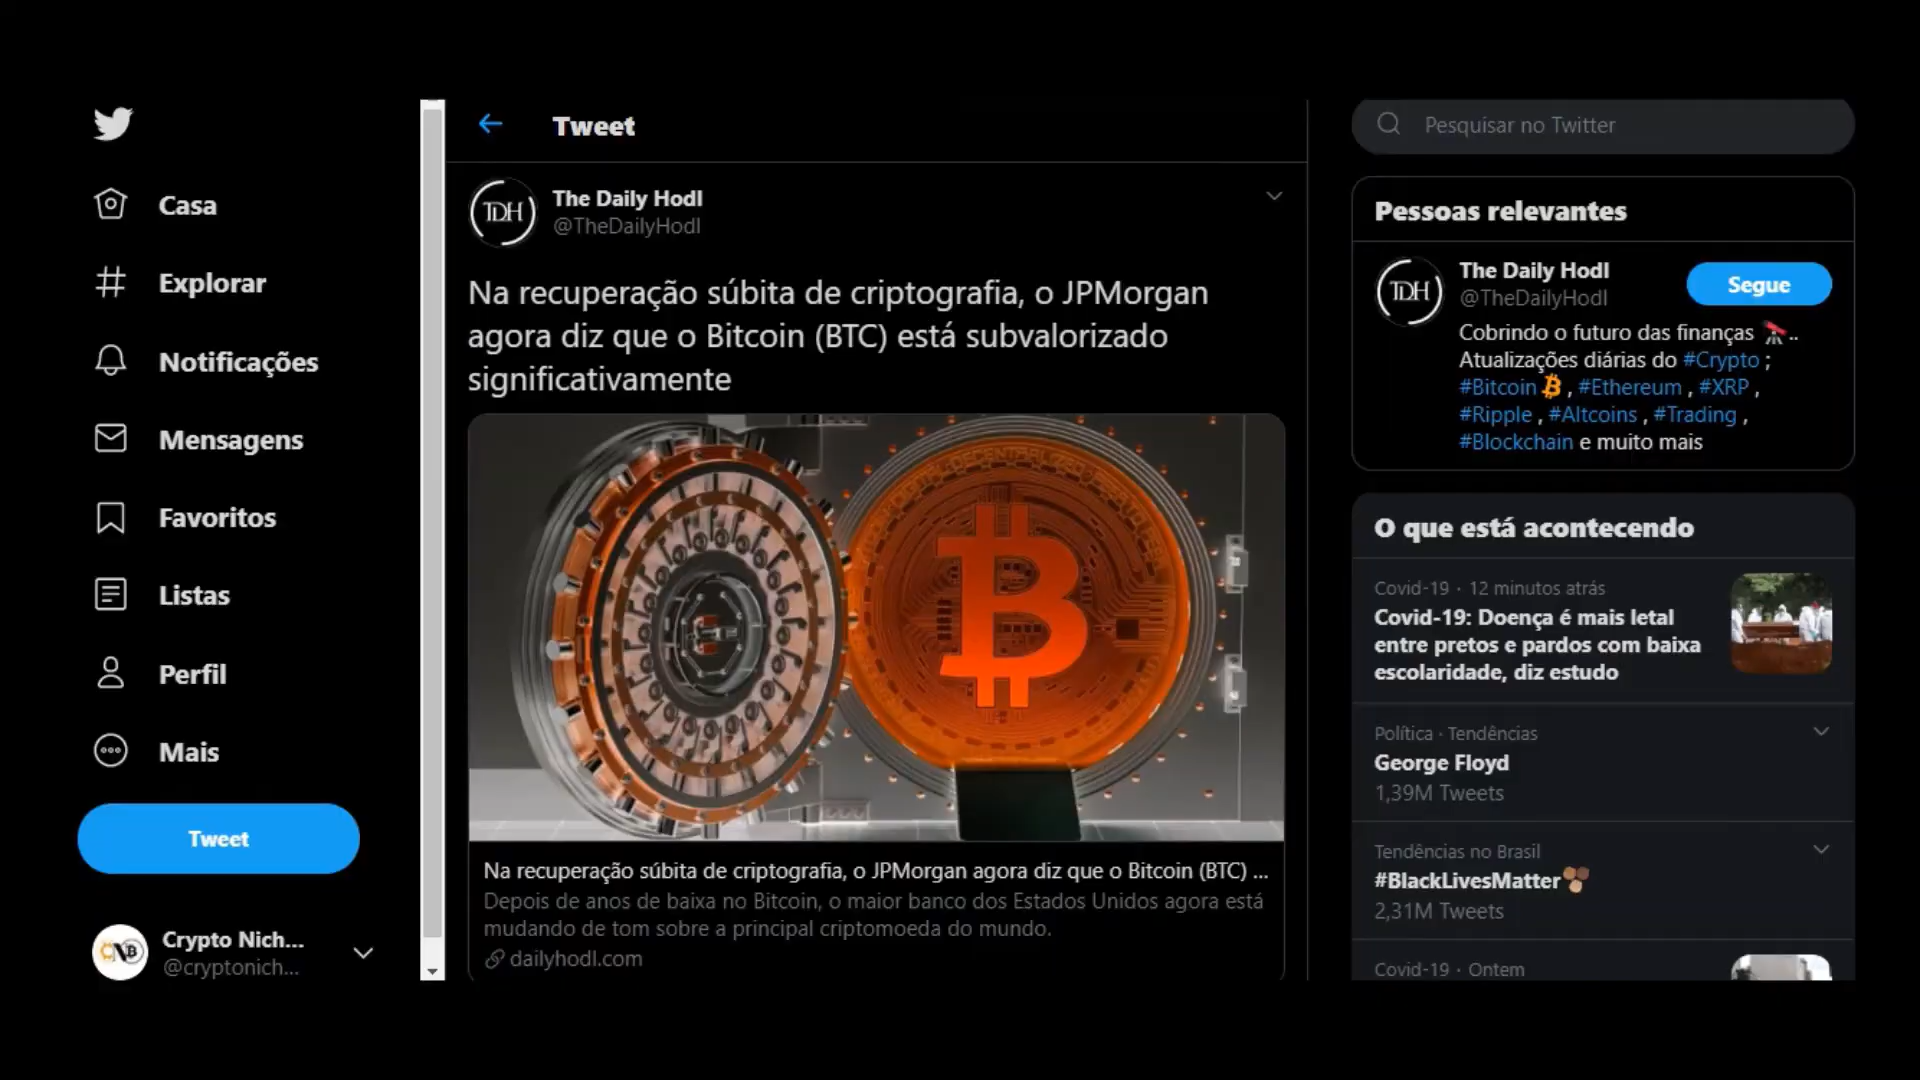 Casa
Explorar
Notificações
Mensagens
Favoritos
Listas
Perfil
Mais
Tweet
Crypto Nich...
@cryptonich...
Tweet
TDH
The Daily Hodl
@TheDailyHodl
Na recuperação súbita de criptografia, o JPMorgan
agora diz que o Bitcoin (BTC) está subvalorizado
significativamente
Na recuperação súbita de criptografia, o JPMorgan agora diz que o Bitcoin (BTC) ...
Depois de anos de baixa no Bitcoin, o maior banco dos Estados Unidos agora está
mudando de tom sobre a principal criptomoeda do mundo.
dailyhodl.com
Pesquisar no Twitter
Pessoas relevantes
TDH
The Daily Hodl
@TheDailyHodl
Segue
Cobrindo o futuro das finanças ..
Atualizações diárias do #Crypto ;
#Bitcoin , #Ethereum , #XRP ,
#Ripple , #Altcoins , #Trading ,
#Blockchain e muito mais
O que está acontecendo
Covid-19 · 12 minutos atrás
Covid-19: Doença é mais letal
entre pretos e pardos com baixa
escolaridade, diz estudo
Política · Tendências
George Floyd
1,39M Tweets
Tendências no Brasil
#BlackLivesMatter
2,31M Tweets
Covid-19 · Ontem